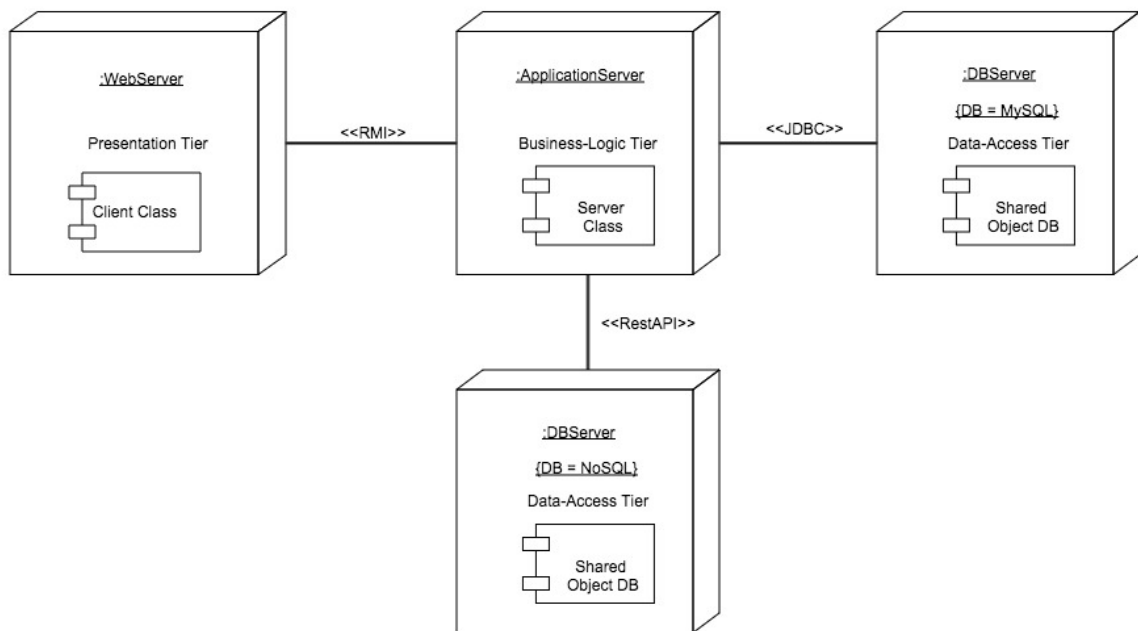 :WebServer
Presentation Tier
Client Class
<<RMI>>
:ApplicationServer
Business-Logic Tier
Server
Class
<<JDBC>>
:DBServer
{DB = MySQL}
Data-Access Tier
Shared
Object DB
<<RestAPI>>
:DBServer
{DB = NoSQL}
Data-Access Tier
Shared
Object DB